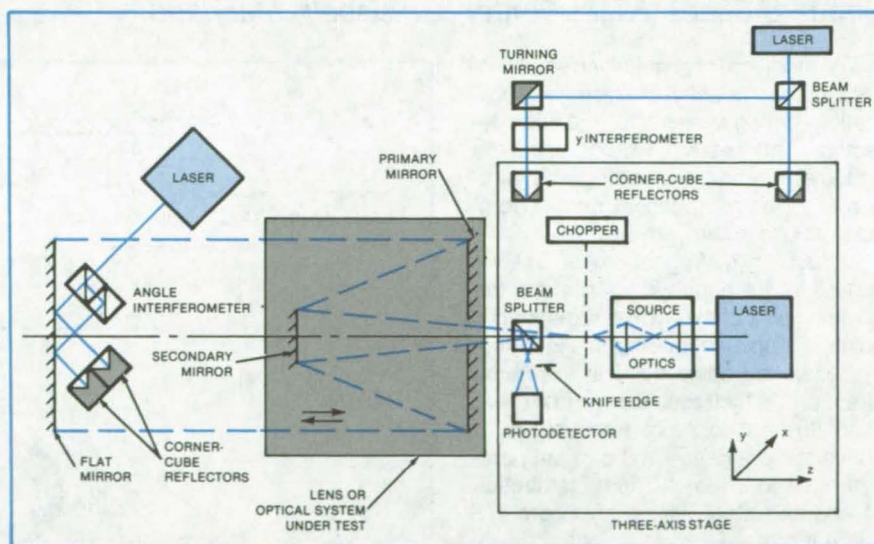 LASER
TURNING
MIRROR
BEAM
SPLITTER
y INTERFEROMETER
PRIMARY
MIRROR
LASER
CORNER-CUBE
REFLECTORS
CHOPPER
ANGLE
INTERFEROMETER
BEAM
SPLITTER
SOURCE
OPTICS
LASER
SECONDARY
MIRROR
KNIFE EDGE
PHOTODETECTOR
FLAT
MIRROR
CORNER-
CUBE
REFLECTORS
LENS OR
OPTICAL SYSTEM
UNDER TEST
y
x
z
THREE-AXIS STAGE